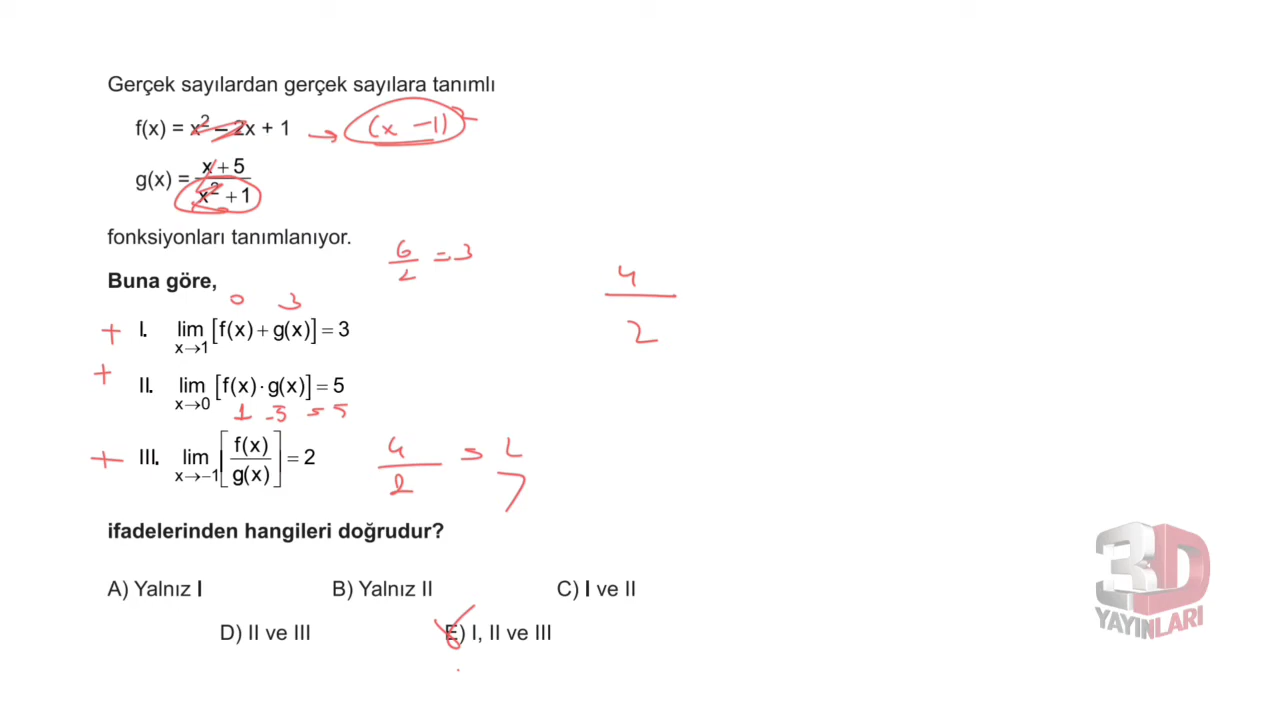 Gerçek sayılardan gerçek sayılara tanımlı
f(x) = x² – 2x + 1 → (x – 1)²
g(x) = x + 5 / x² + 1
fonksiyonları tanımlanıyor.
6/2 = 3
Buna göre,
4/2
0 3
+ I. lim x→1 [f(x) + g(x)] = 3
+ II. lim x→0 [f(x) · g(x)] = 5
1 · 5 = 5
+ III. lim x→–1 [f(x)/g(x)] = 2
4/2 = 2
ifadelerinden hangileri doğrudur?
A) Yalnız I B) Yalnız II C) I ve II
D) II ve III E) I, II ve III
3D
YAYINLARI